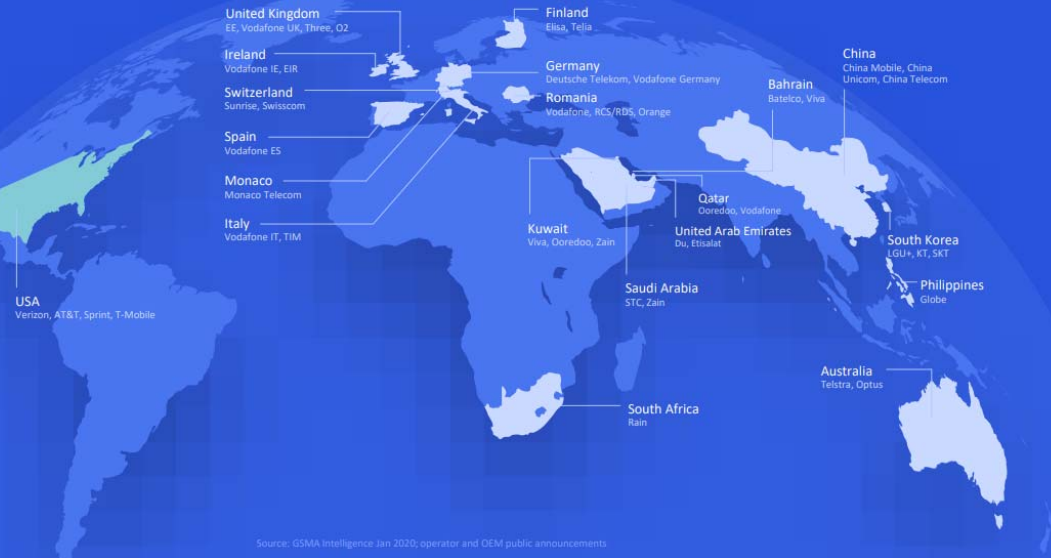 United Kingdom
EE, Vodafone UK, Three, O2
Ireland
Vodafone IE, EIR
Switzerland
Sunrise, Swisscom
Spain
Vodafone ES
Monaco
Monaco Telecom
Italy
Vodafone IT, TIM
USA
Verizon, AT&T, Sprint, T-Mobile
Finland
Elisa, Telia
Germany
Deutsche Telekom, Vodafone Germany
Romania
Vodafone, RCS/RDS, Orange
Kuwait
Viva, Ooredoo, Zain
Bahrain
Batelco, Viva
China
China Mobile, China
Unicom, China Telecom
Qatar
Ooredoo, Vodafone
United Arab Emirates
Du, Etisalat
Saudi Arabia
STC, Zain
South Korea
LGU+, KT, SKT
Philippines
Globe
Australia
Telstra, Optus
South Africa
Rain
Source: GSMA Intelligence Jan 2020; operator and OEM public announcements